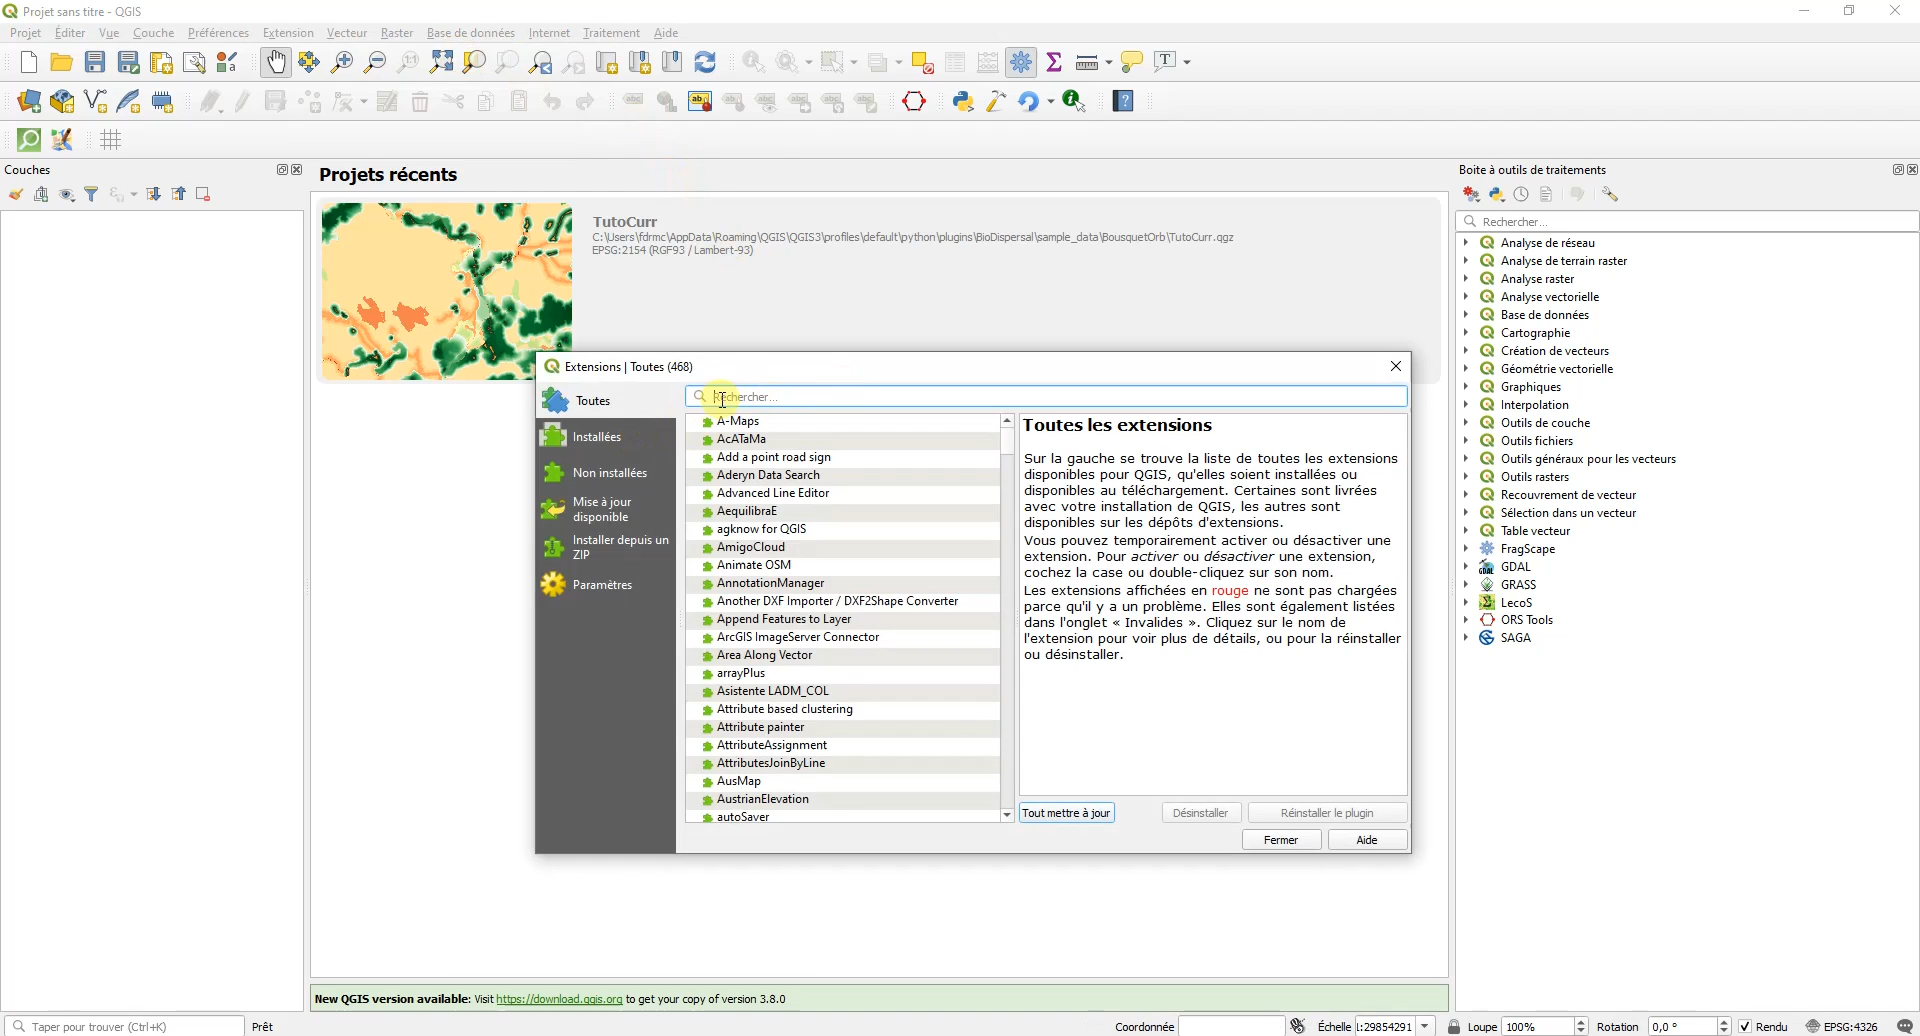 Projet sans titre - QGIS
Projet Éditer Vue Couche Préférences Extension Vecteur Raster Base de données Internet Traitement Aide
Couches
Projets récents
TutoCurr
C:\Users\fdrmc\AppData\Roaming\QGIS\QGIS3\profiles\default\python\plugins\BioDispersal\sample_data\BousquetOrb\TutoCurr.qgz
EPSG:2154 (RGF93 / Lambert-93)
Extensions | Toutes (468)
Toutes
Installées
Non installées
Mise à jour
disponible
Installer depuis un
ZIP
Paramètres
Rechercher...
A-Maps
AcATaMa
Add a point road sign
Aderyn Data Search
Advanced Line Editor
AequilibraE
agknow for QGIS
AmigoCloud
Animate OSM
AnnotationManager
Another DXF Importer / DXF2Shape Converter
Append Features to Layer
ArcGIS ImageServer Connector
Area Along Vector
arrayPlus
Asistente LADM_COL
Attribute based clustering
Attribute painter
AttributeAssignment
AttributesJoinByLine
AusMap
AustrianElevation
autoSaver
Toutes les extensions
Sur la gauche se trouve la liste de toutes les extensions
disponibles pour QGIS, qu'elles soient installées ou
disponibles au téléchargement. Certaines sont livrées
avec votre installation de QGIS, les autres sont
disponibles sur les dépôts d'extensions.
Vous pouvez temporairement activer ou désactiver une
extension. Pour activer ou désactiver une extension,
cochez la case ou double-cliquez sur son nom.
Les extensions affichées en rouge ne sont pas chargées
parce qu'il y a un problème. Elles sont également listées
dans l'onglet « Invalides ». Cliquez sur le nom de
l'extension pour voir plus de détails, ou pour la réinstaller
ou désinstaller.
Tout mettre à jour Désinstaller Réinstaller le plugin
Fermer Aide
Boite à outils de traitements
Rechercher...
Analyse de réseau
Analyse de terrain raster
Analyse raster
Analyse vectorielle
Base de données
Cartographie
Création de vecteurs
Géométrie vectorielle
Graphiques
Interpolation
Outils de couche
Outils fichiers
Outils généraux pour les vecteurs
Outils rasters
Recouvrement de vecteur
Sélection dans un vecteur
Table vecteur
FragScape
GDAL
GRASS
LecoS
ORS Tools
SAGA
New QGIS version available: Visit https://download.qgis.org to get your copy of version 3.8.0
Taper pour trouver (Ctrl+K) Prêt Coordonnée Échelle 1:29854291 Loupe 100% Rotation 0,0 ° Rendu EPSG:4326